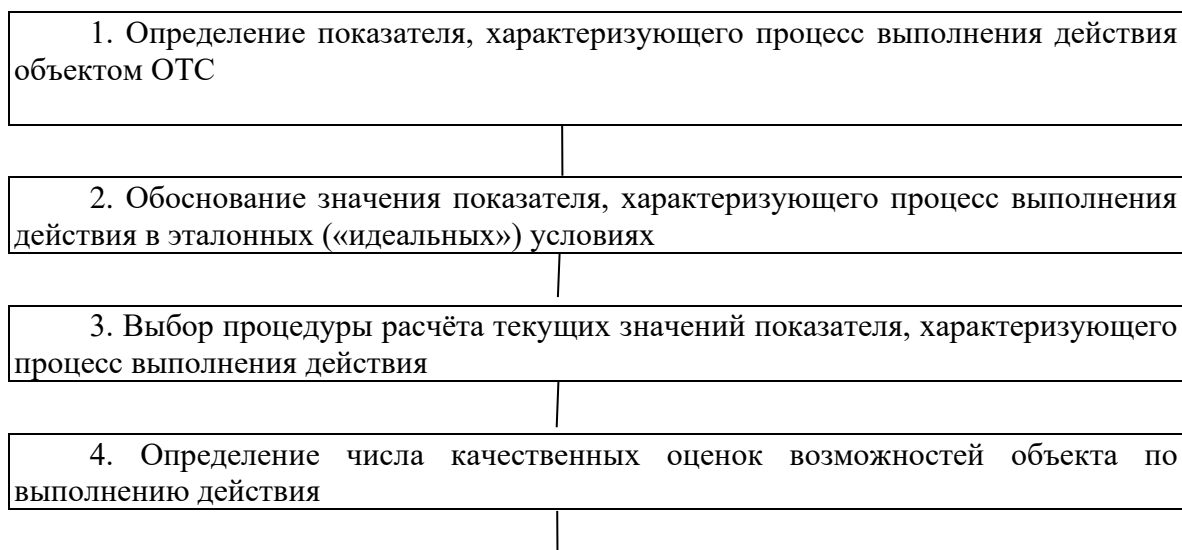 1. Определение показателя, характеризующего процесс выполнения действия
объектом ОТС
2. Обоснование значения показателя, характеризующего процесс выполнения
действия в эталонных («идеальных») условиях
3. Выбор процедуры расчёта текущих значений показателя, характеризующего
процесс выполнения действия
4. Определение числа качественных оценок возможностей объекта по
выполнению действия